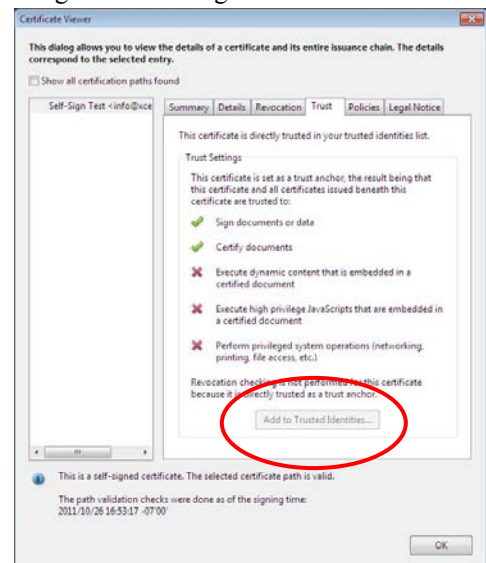 Certificate Viewer
This dialog allows you to view the details of a certificate and its entire issuance chain. The details
correspond to the selected entry.
Show all certification paths found
Self-Sign Test <info@xce
Summary Details Revocation Trust Policies Legal Notice
This certificate is directly trusted in your trusted identities list.
Trust Settings
This certificate is set as a trust anchor, the result being that
this certificate and all certificates issued beneath this
certificate are trusted to:
Sign documents or data
Certify documents
Execute dynamic content that is embedded in a
certified document
Execute high privilege JavaScripts that are embedded in
a certified document
Perform privileged system operations (networking,
printing, file access, etc.)
Revocation checking is not performed for this certificate
because it is directly trusted as a trust anchor.
Add to Trusted Identities...
This is a self-signed certificate. The selected certificate path is valid.
The path validation checks were done as of the signing time:
2011/10/26 16:53:17 -07'00'
OK